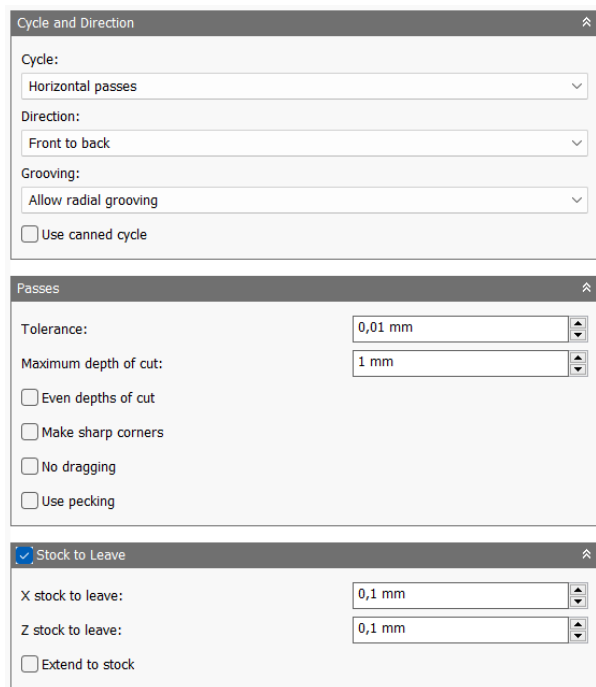 Cycle and Direction
Cycle:
Horizontal passes
Direction:
Front to back
Grooving:
Allow radial grooving
Use canned cycle
Passes
Tolerance: 0,01 mm
Maximum depth of cut: 1 mm
Even depths of cut
Make sharp corners
No dragging
Use pecking
Stock to Leave
X stock to leave: 0,1 mm
Z stock to leave: 0,1 mm
Extend to stock